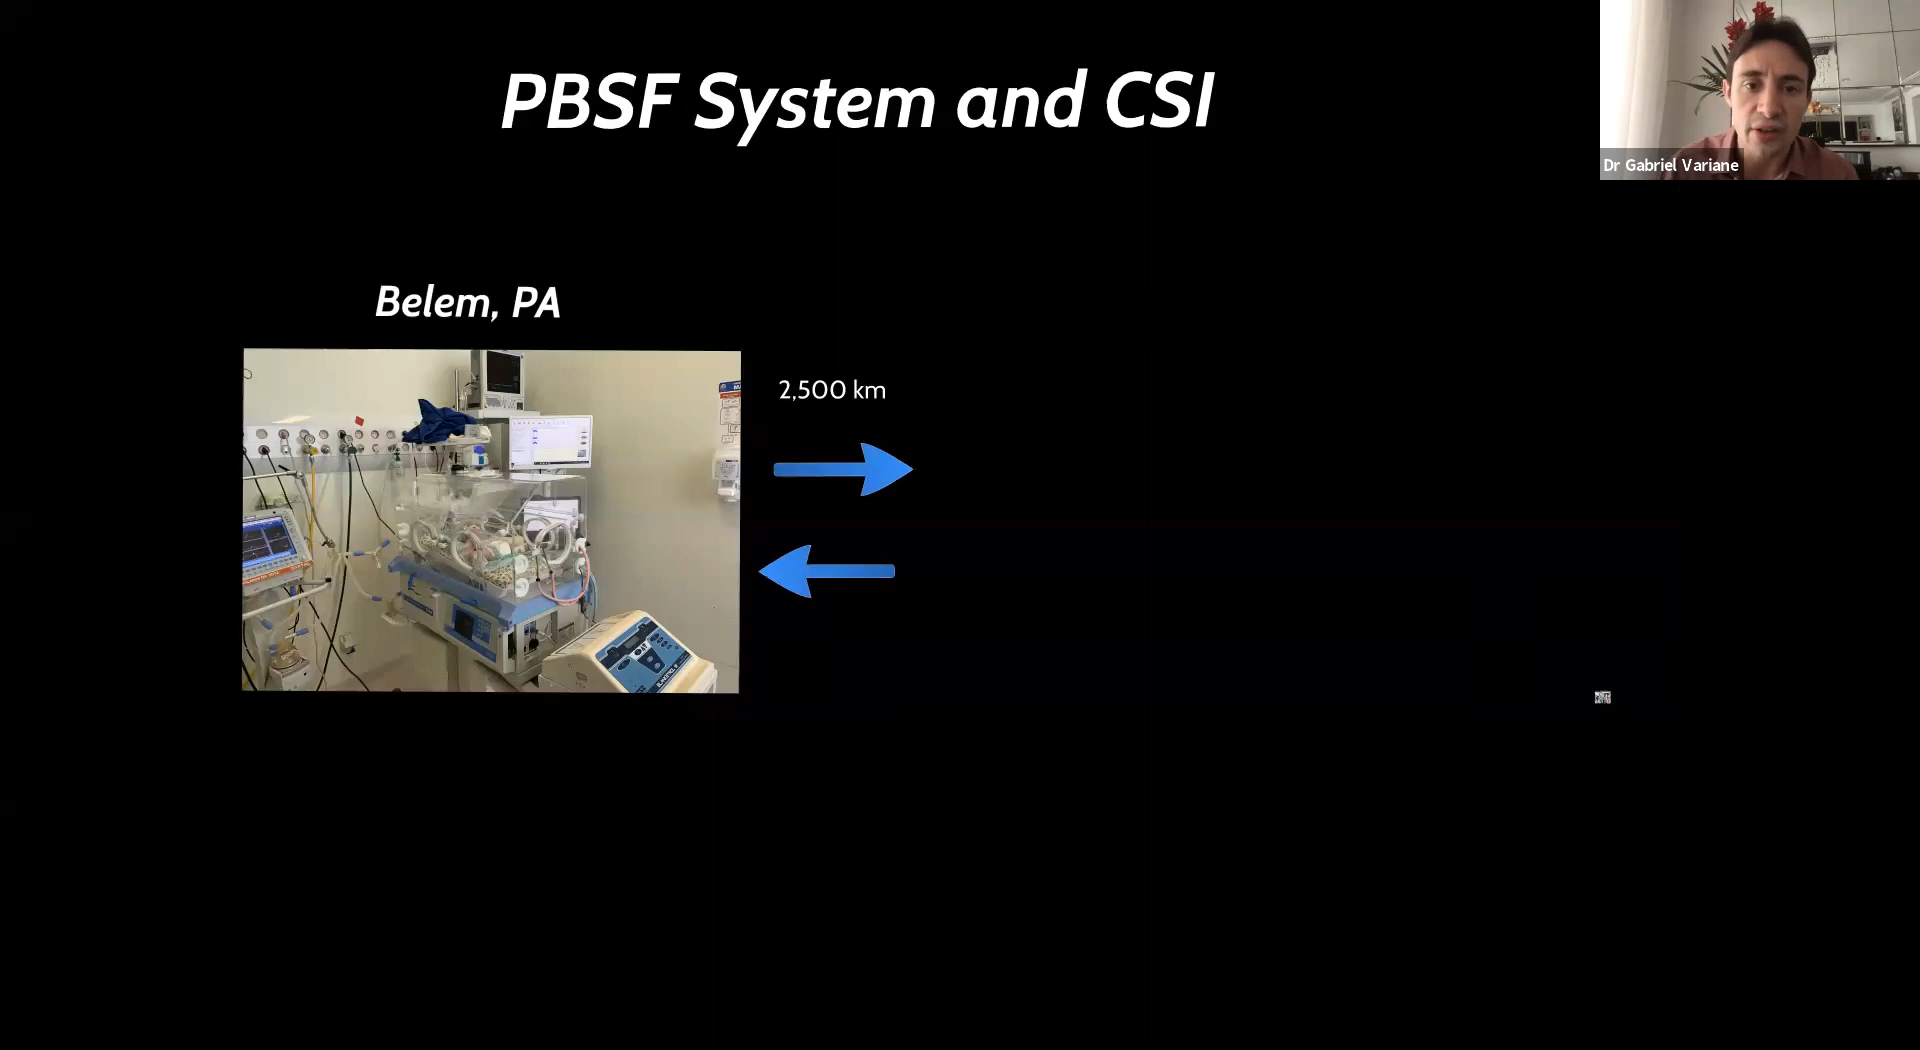 PBSF System and CSI
Dr Gabriel Variane
Belem, PA
2,500 km